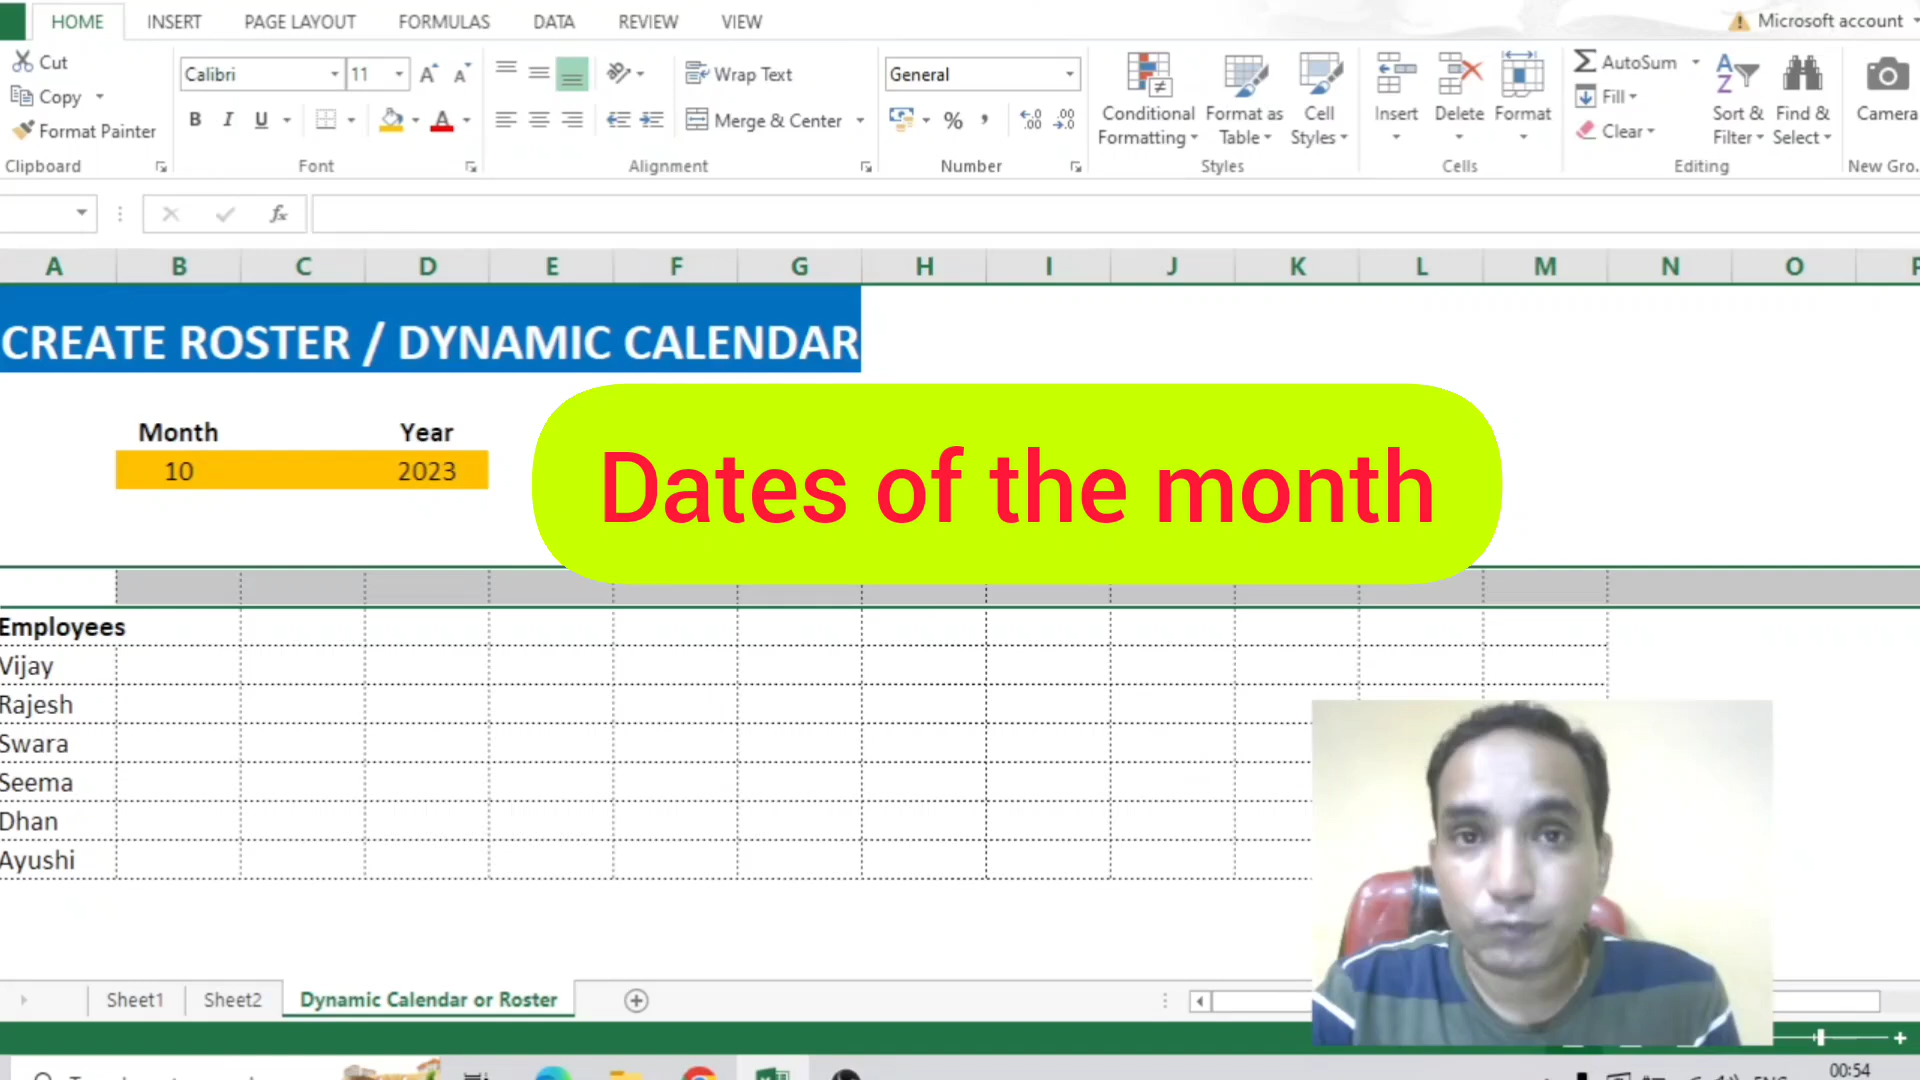 HOME INSERT PAGE LAYOUT FORMULAS DATA REVIEW VIEW Microsoft account
Cut
Copy
Format Painter
Clipboard
Calibri 11
B I U
Font
Wrap Text
Merge & Center
Alignment
General
%
Number
Conditional Formatting
Format as Table
Cell Styles
Styles
Insert Delete Format
Cells
AutoSum
Fill
Clear
Sort & Filter
Find & Select
Editing
Camera
New Gro...
fx
A B C D E F G H I J K L M N O
CREATE ROSTER / DYNAMIC CALENDAR
Month Year
10 2023
Dates of the month
Employees
Vijay
Rajesh
Swara
Seema
Dhan
Ayushi
Sheet1 Sheet2 Dynamic Calendar or Roster
00:54